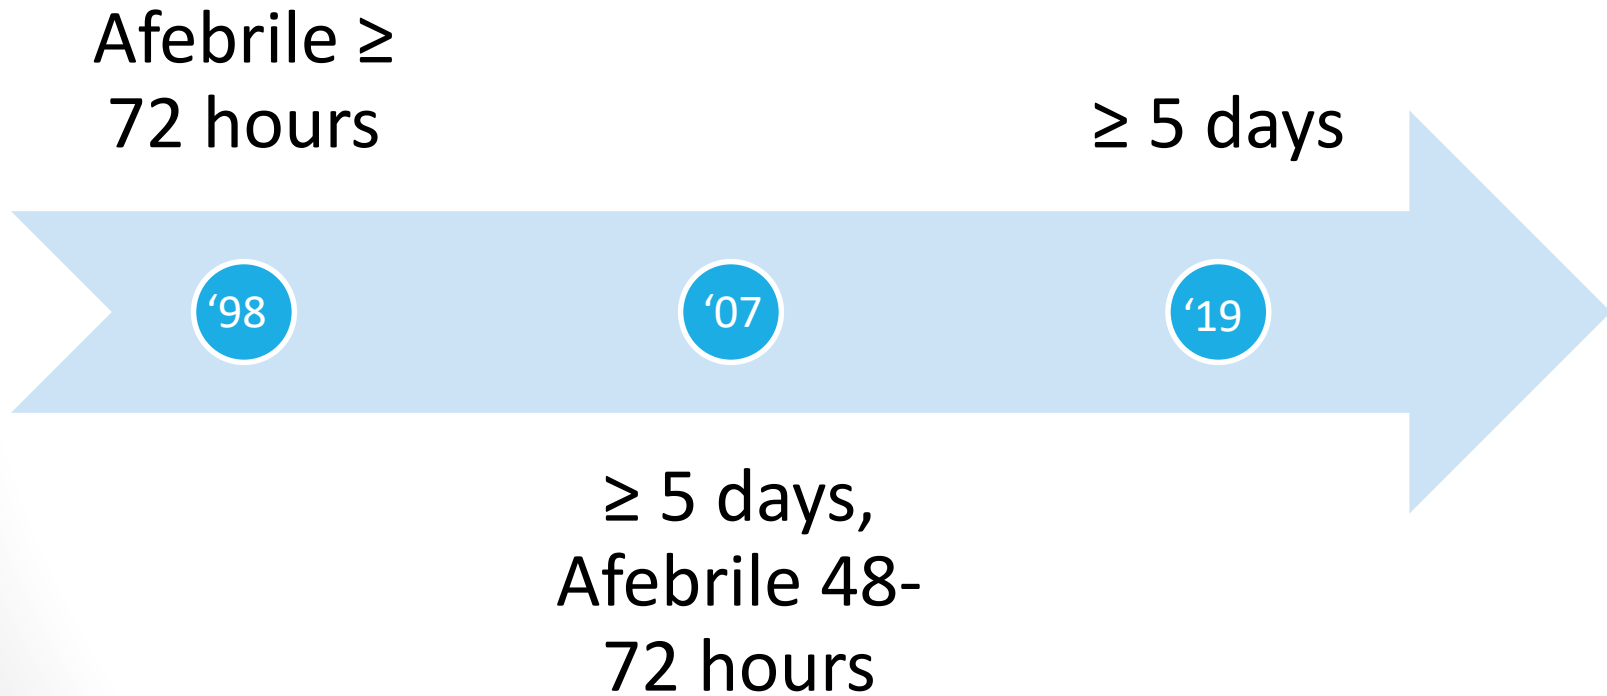 Afebrile ≥
72 hours
≥ 5 days
‘98
‘07
‘19
≥ 5 days,
Afebrile 48-
72 hours